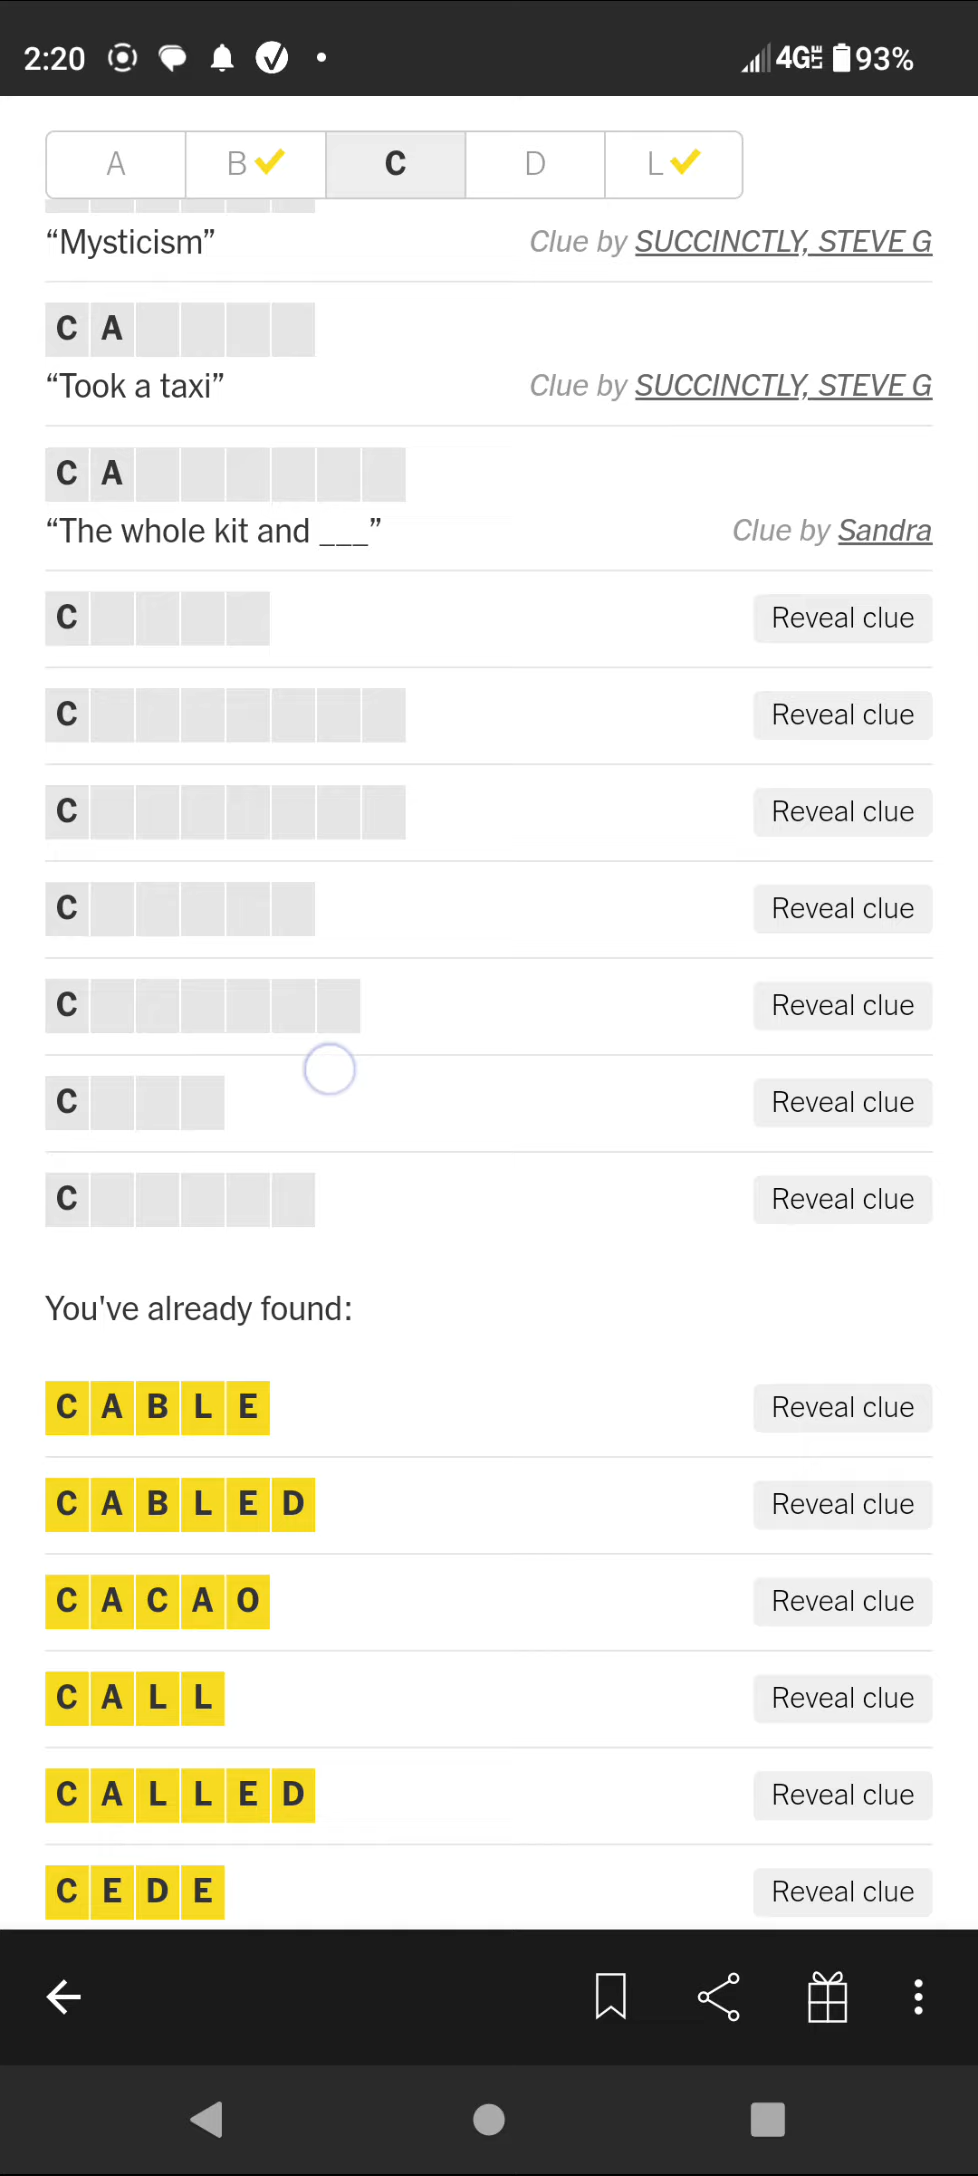 2:20 4G LTE 93%
A B C D L
“Mysticism” Clue by SUCCINCTLY, STEVE G
C A
“Took a taxi” Clue by SUCCINCTLY, STEVE G
C A
“The whole kit and ___” Clue by Sandra
C Reveal clue
C Reveal clue
C Reveal clue
C Reveal clue
C Reveal clue
C Reveal clue
C Reveal clue
You've already found:
C A B L E Reveal clue
C A B L E D Reveal clue
C A C A O Reveal clue
C A L L Reveal clue
C A L L E D Reveal clue
C E D E Reveal clue